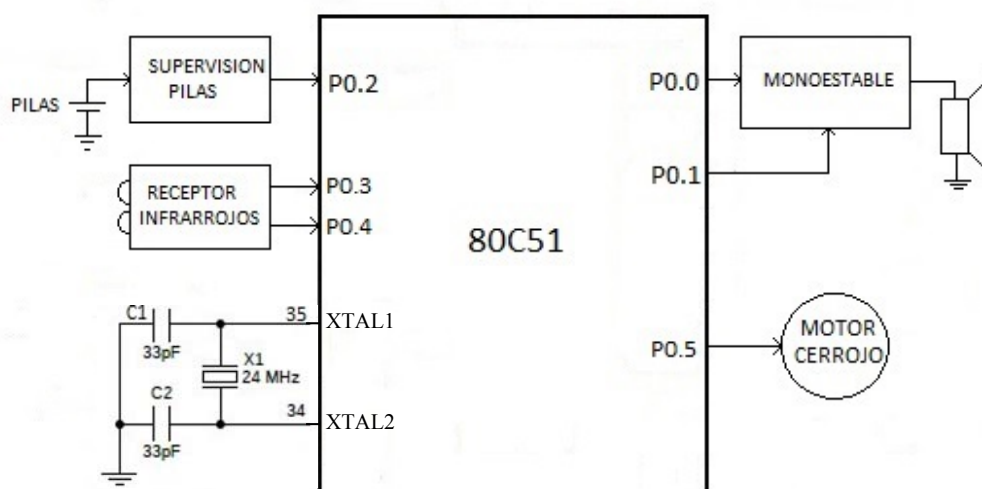 SUPERVISION
PILAS
PILAS
P0.2
RECEPTOR
INFRARROJOS
P0.3
P0.4
80C51
P0.0
MONOESTABLE
P0.1
C1
33pF
35
XTAL1
X1
24 MHz
C2
33pF
34
XTAL2
P0.5
MOTOR
CERROJO